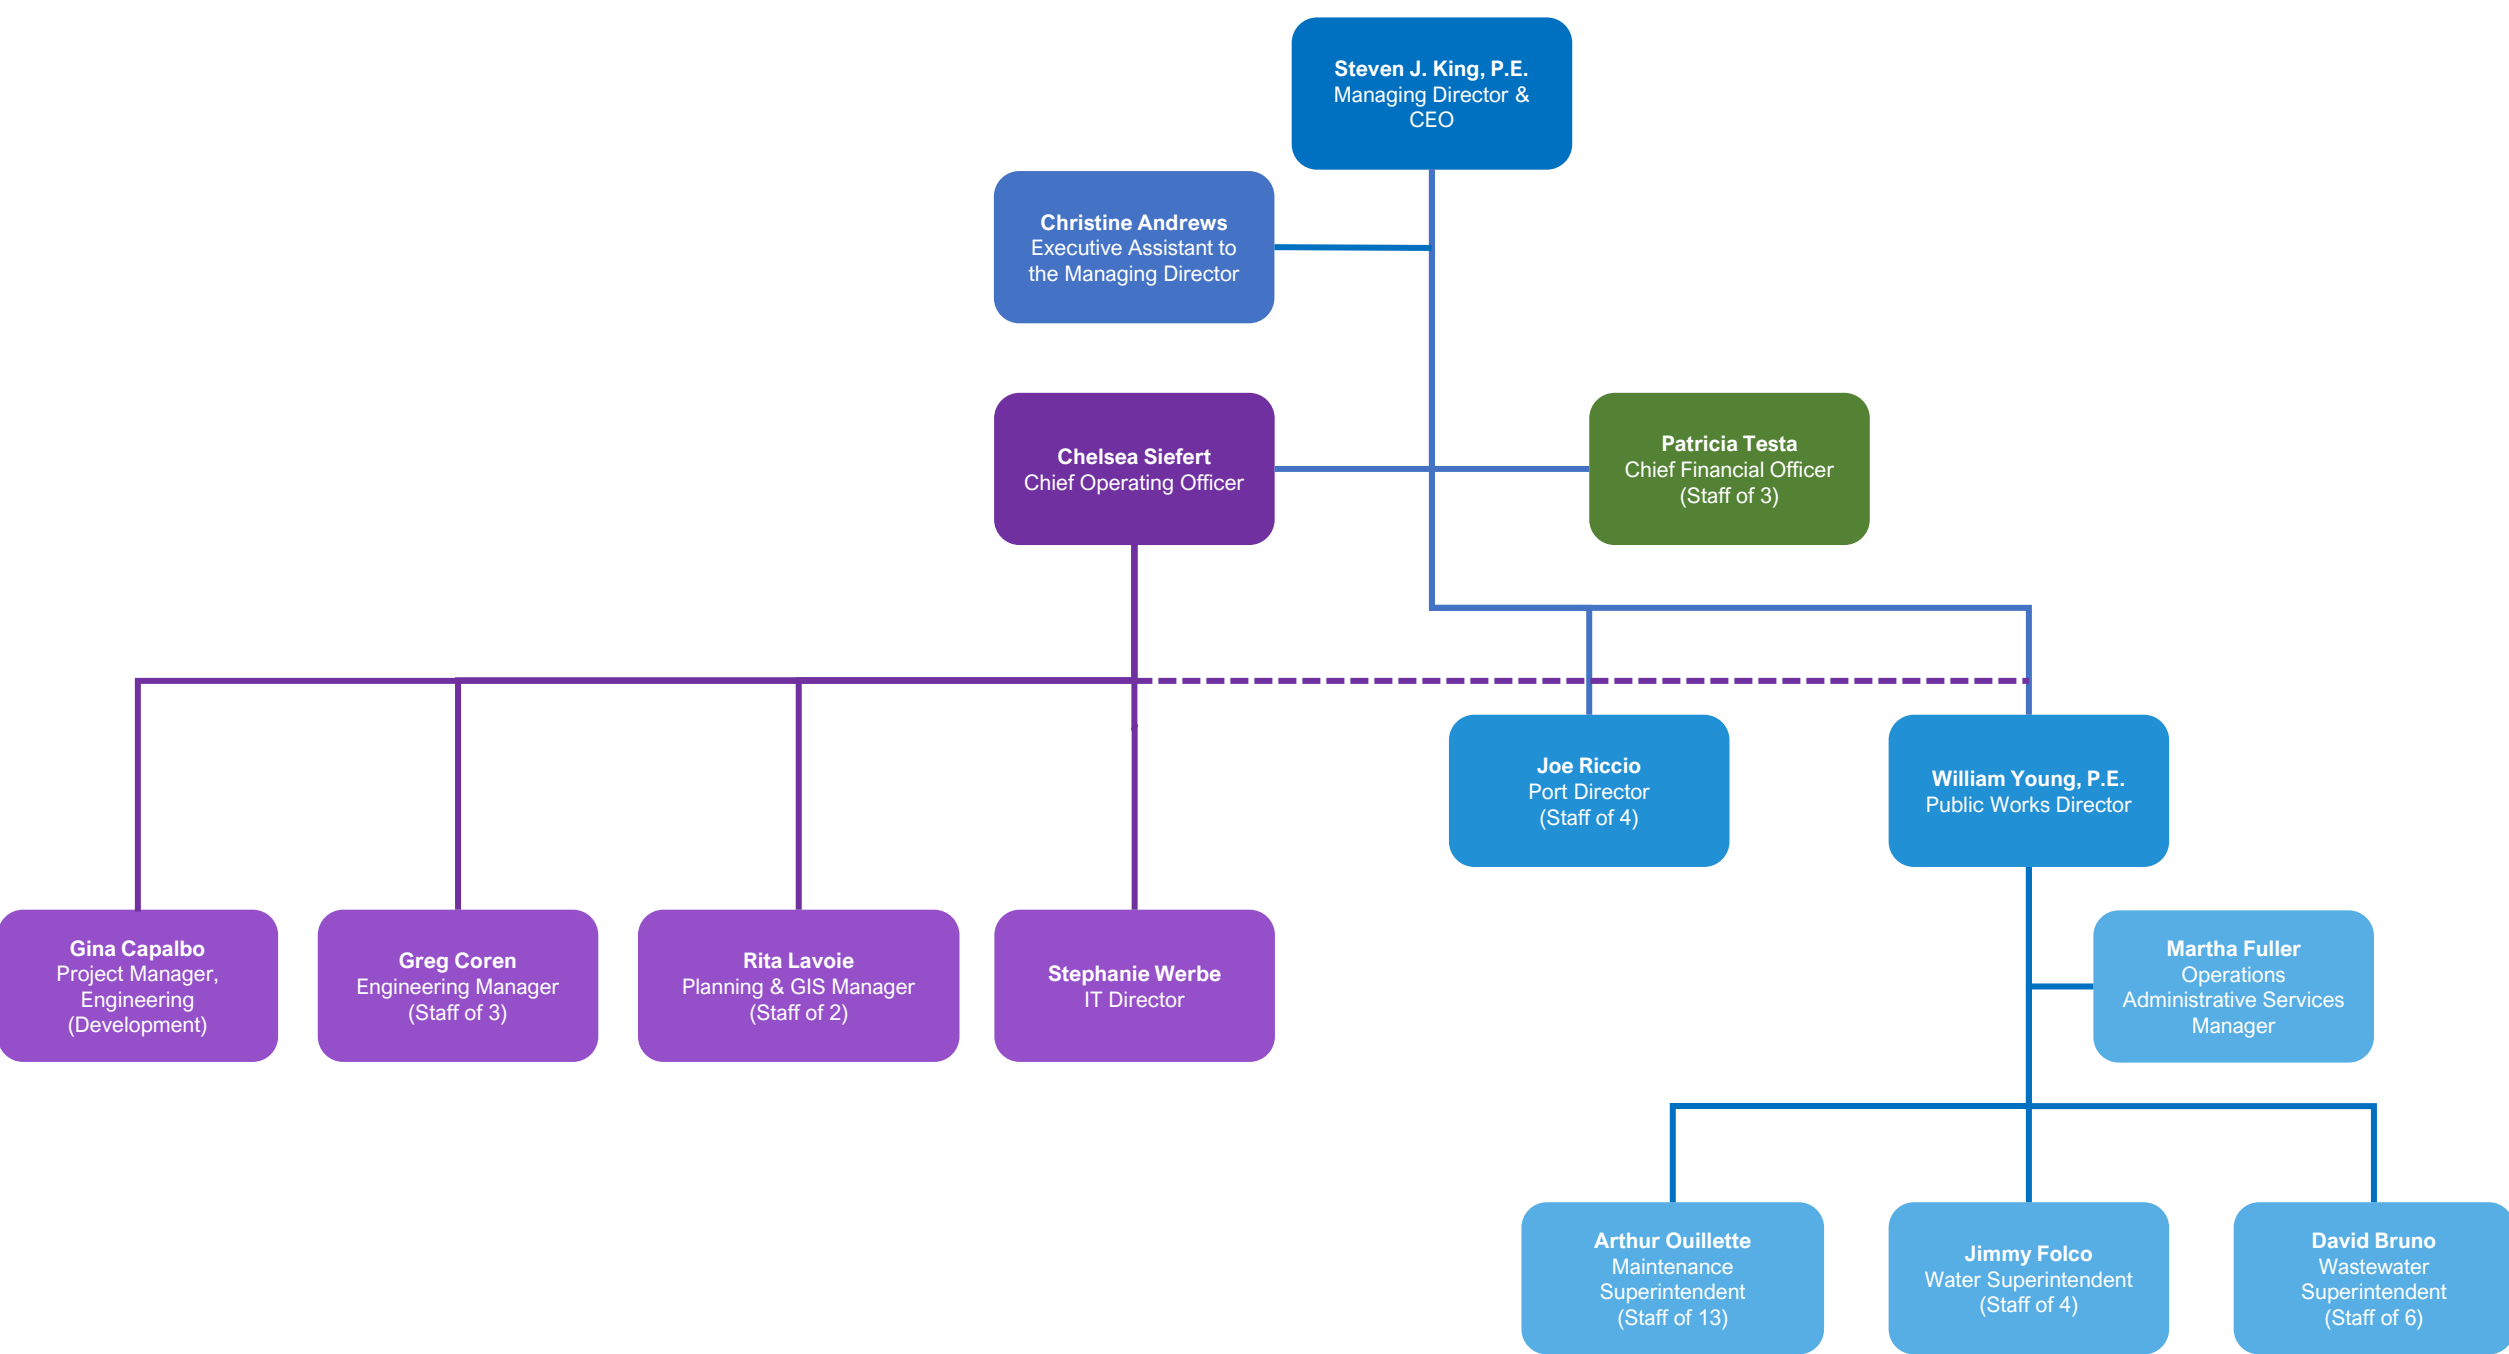 Steven J. King, P.E.
Managing Director &
CEO
Christine Andrews
Executive Assistant to
the Managing Director
Chelsea Siefert
Chief Operating Officer
Patricia Testa
Chief Financial Officer
(Staff of 3)
Joe Riccio
Port Director
(Staff of 4)
William Young, P.E.
Public Works Director
Gina Capalbo
Project Manager,
Engineering
(Development)
Greg Coren
Engineering Manager
(Staff of 3)
Rita Lavoie
Planning & GIS Manager
(Staff of 2)
Stephanie Werbe
IT Director
Martha Fuller
Operations
Administrative Services
Manager
Arthur Ouillette
Maintenance
Superintendent
(Staff of 13)
Jimmy Folco
Water Superintendent
(Staff of 4)
David Bruno
Wastewater
Superintendent
(Staff of 6)